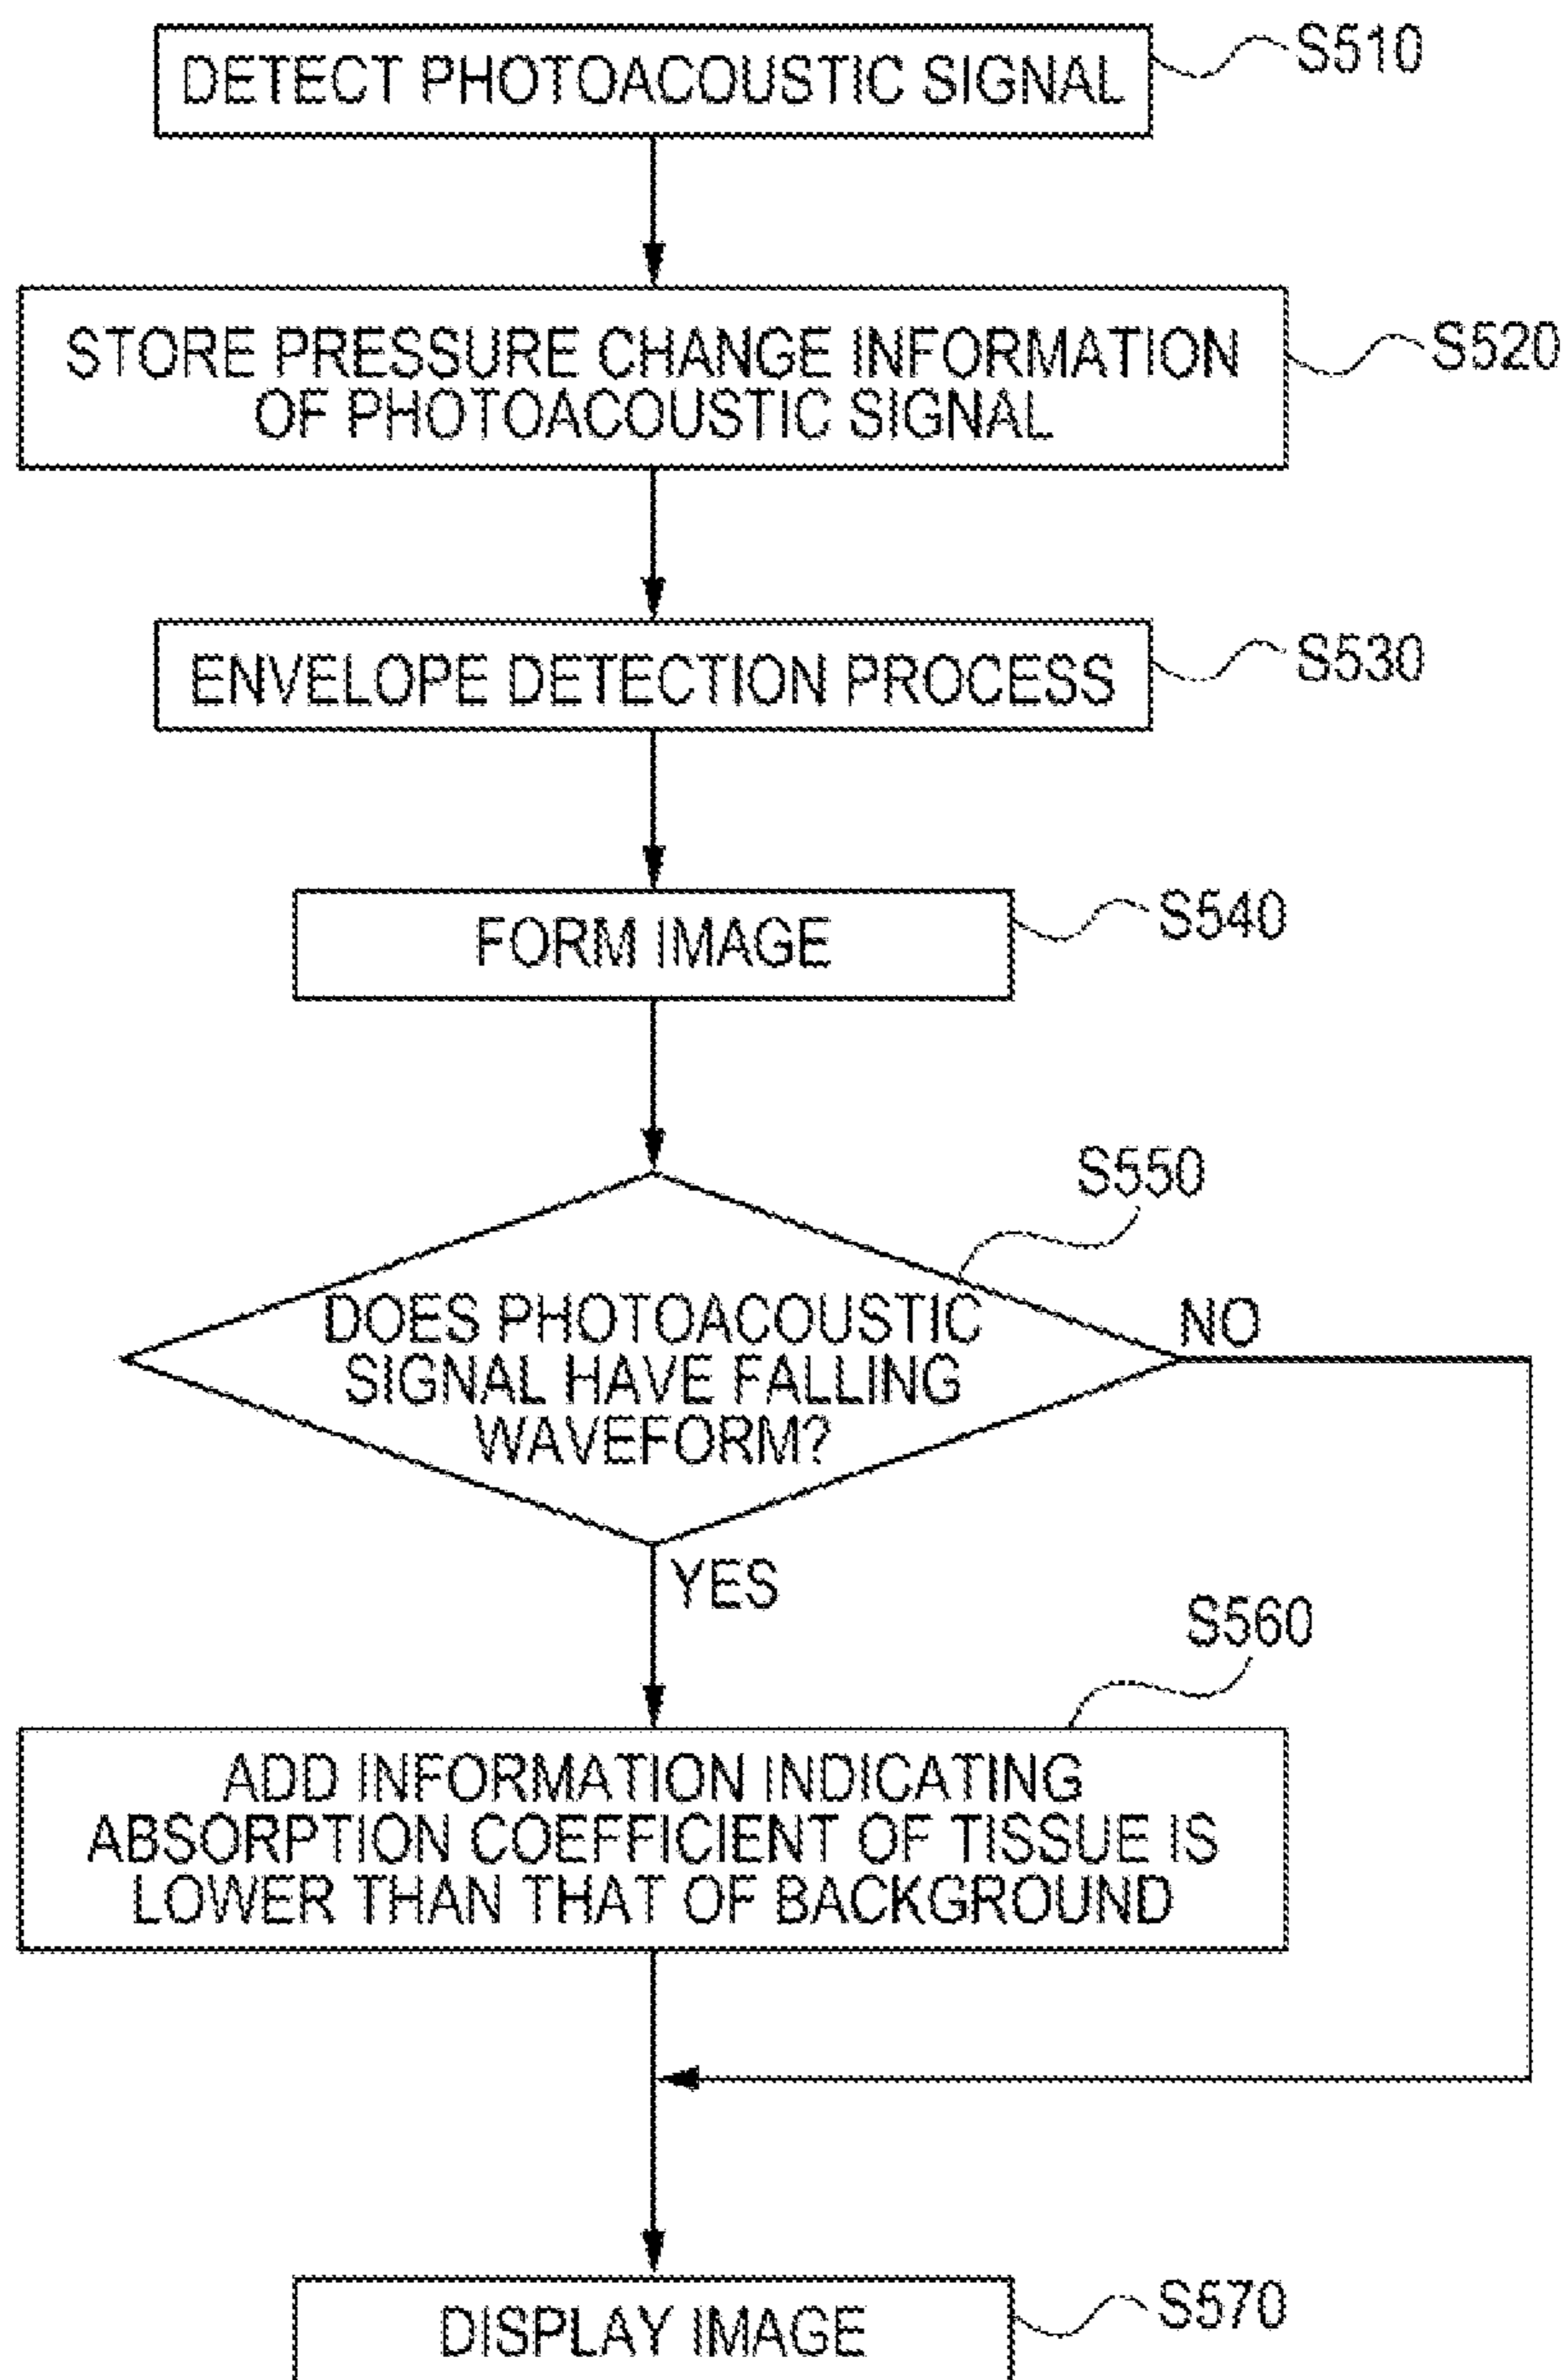 DETECT PHOTOACOUSTIC SIGNAL
S510
STORE PRESSURE CHANGE INFORMATION
OF PHOTOACOUSTIC SIGNAL
S520
ENVELOPE DETECTION PROCESS
S530
FORM IMAGE
S540
S550
DOES PHOTOACOUSTIC
SIGNAL HAVE FALLING
WAVEFORM?
NO
YES
S560
ADD INFORMATION INDICATING
ABSORPTION COEFFICIENT OF TISSUE IS
LOWER THAN THAT OF BACKGROUND
DISPLAY IMAGE
S570